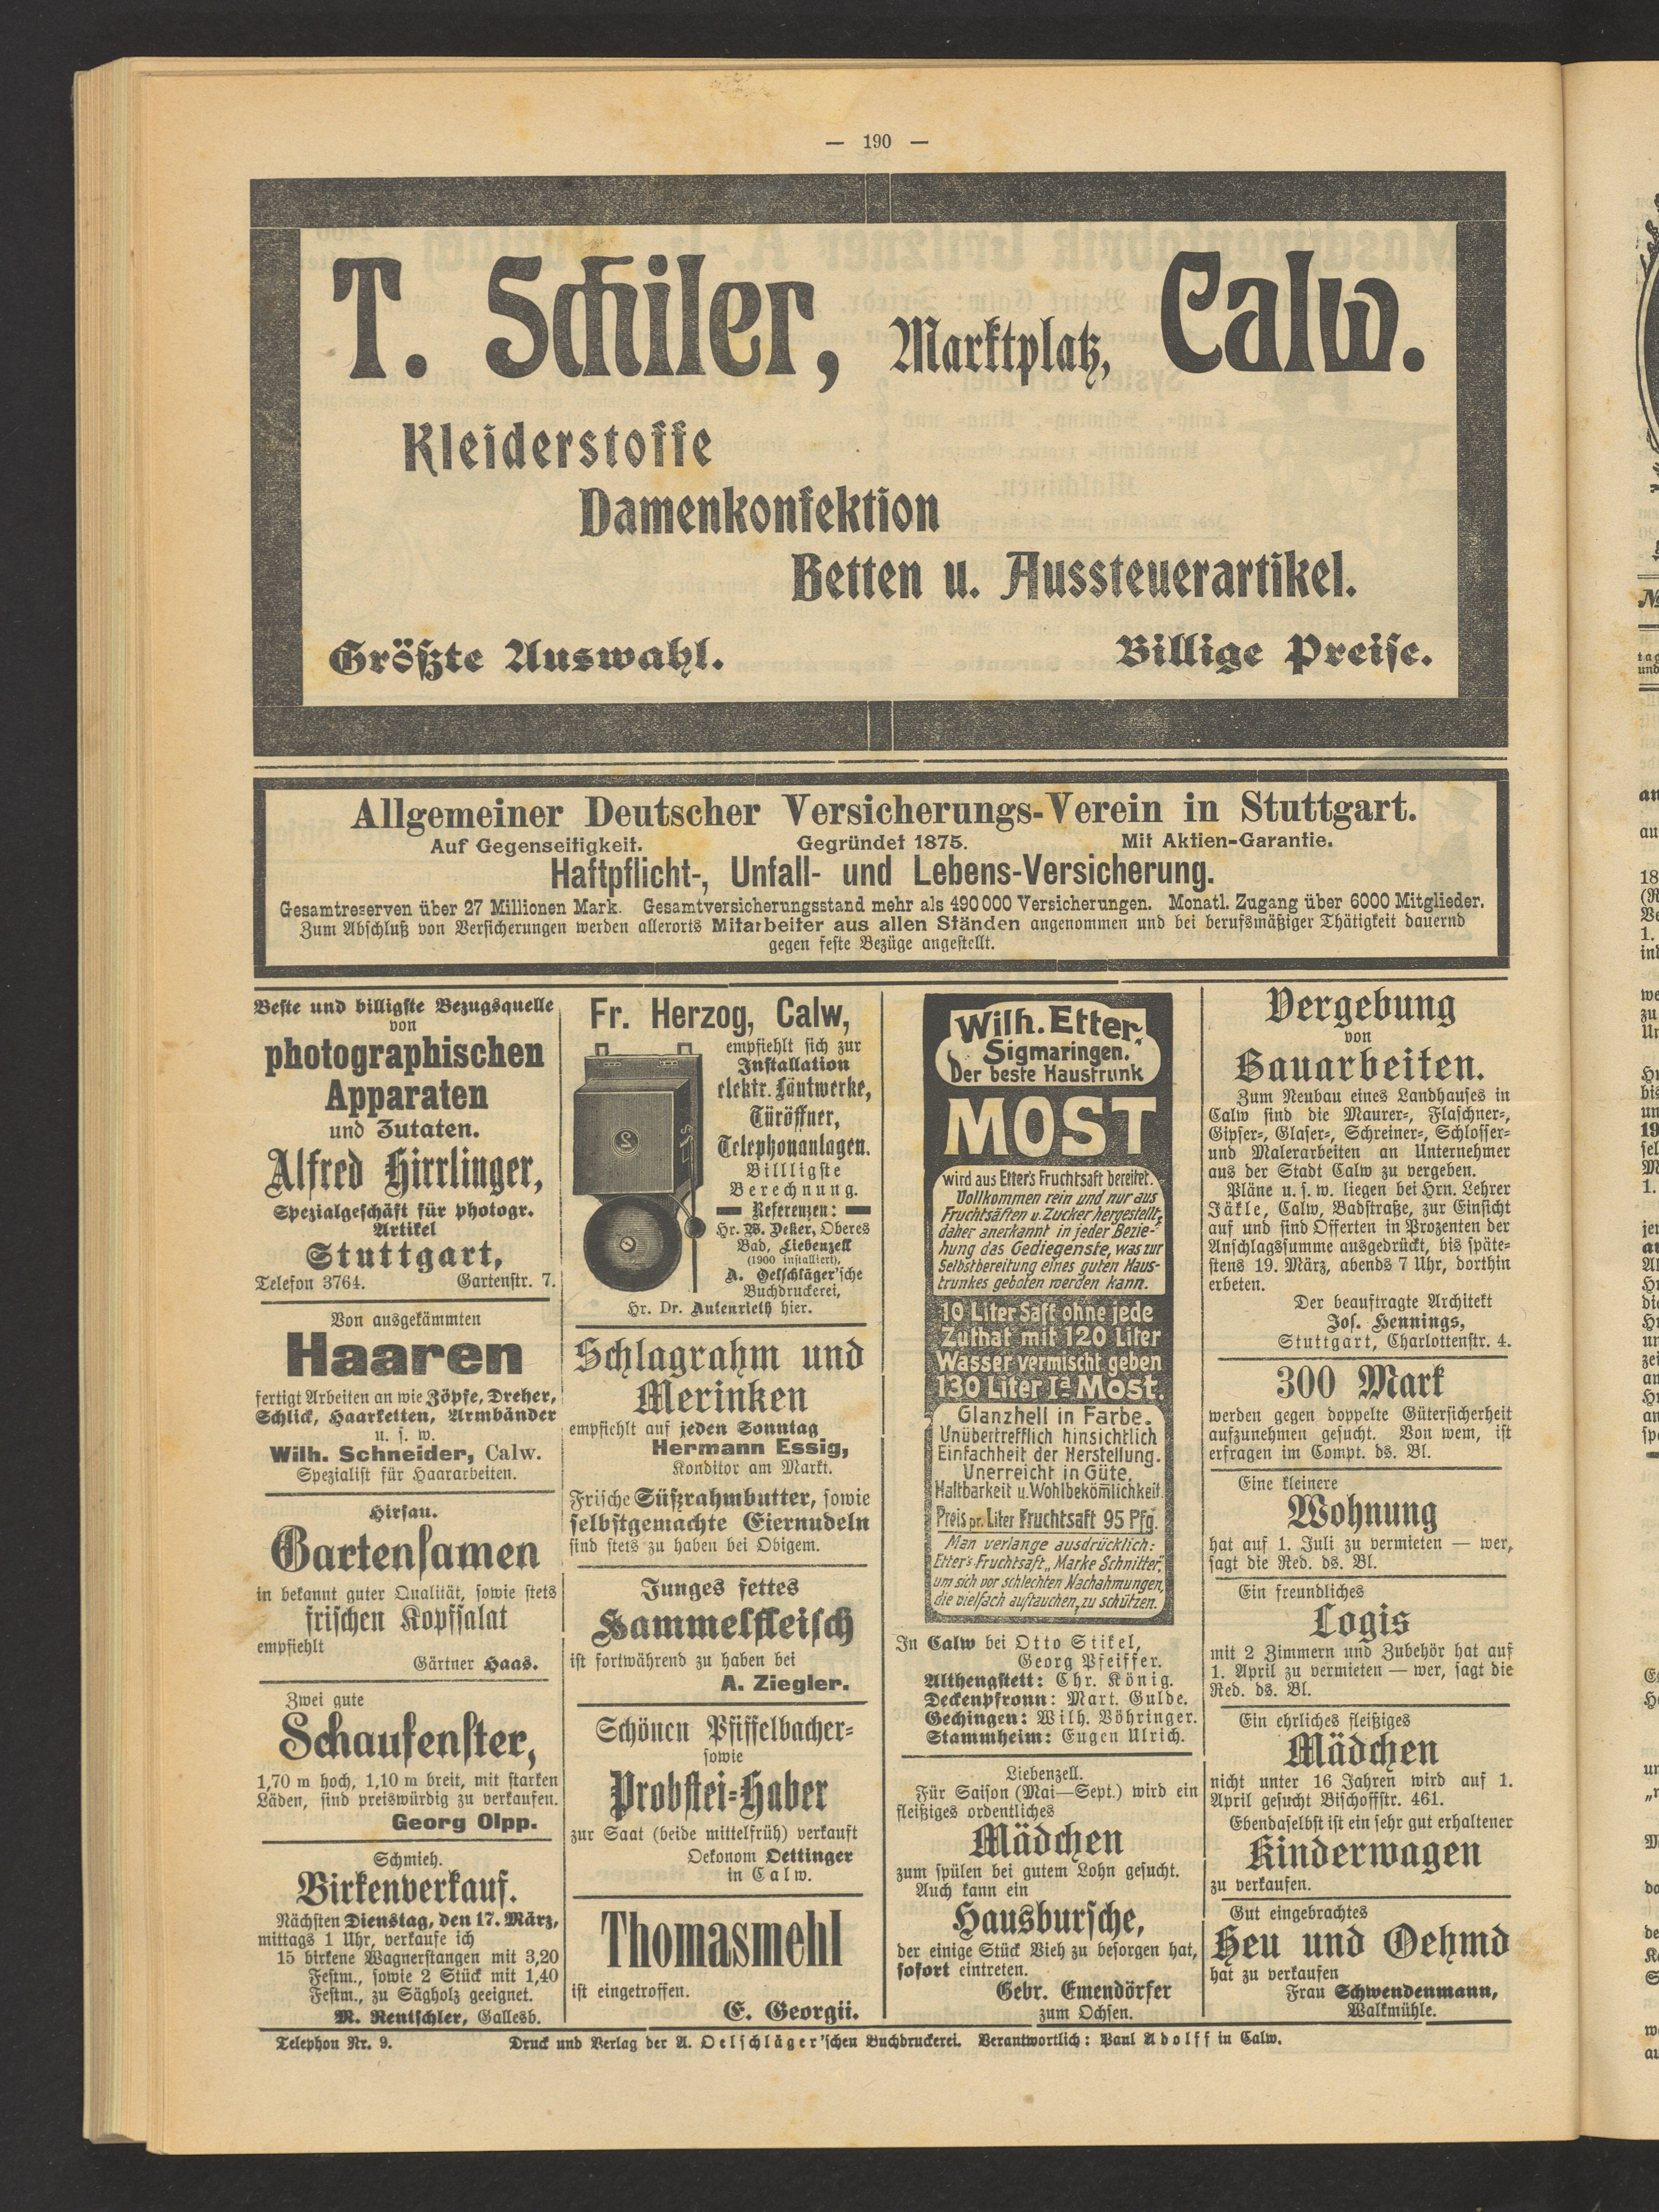 — 190 —
T. Schiler, Marktplatz, Calw.
Kleiderstoffe
Damenkonfektion
Betten u. Aussteuerartikel.
Größte Auswahl. Billige Preise.
Allgemeiner Deutscher Versicherungs-Verein in Stuttgart.
Auf Gegenseitigkeit. Gegründet 1875. Mit Aktien-Garantie.
Haftpflicht-, Unfall- und Lebens-Versicherung.
Gesamtreserven über 27 Millionen Mark. Gesamtversicherungsstand mehr als 490000 Versicherungen. Monatl. Zugang über 6000 Mitglieder.
Zum Abschluß von Versicherungen werden allerorts Mitarbeiter aus allen Ständen angenommen und bei berufsmäßiger Thätigkeit dauernd
gegen feste Bezüge angestellt.
Beste und billigste Bezugsquelle
von
photographischen
Apparaten
und Zutaten.
Alfred Hirrlinger,
Spezialgeschäft für photogr.
Artikel
Stuttgart,
Telefon 3764. Gartenstr. 7.
Von ausgekämmten
Haaren
fertigt Arbeiten an wie Zöpfe, Dreher,
Schlick, Haarketten, Armbänder
u. s. w.
Wilh. Schneider, Calw.
Spezialist für Haararbeiten.
Hirsau.
Gartensamen
in bekannt guter Qualität, sowie stets
frischen Kopfsalat
empfiehlt
Gärtner Haas.
Zwei gute
Schaufenster,
1,70 m hoch, 1,10 m breit, mit starken
Läden, sind preiswürdig zu verkaufen.
Georg Olpp.
Schmieh.
Birkenverkauf.
Nächsten Dienstag, den 17. März,
mittags 1 Uhr, verkaufe ich
15 birkene Wagnerstangen mit 3,20
Festm., sowie 2 Stück mit 1,40
Festm., zu Sägholz geeignet.
M. Rentschler, Gallesb.
Fr. Herzog, Calw,
empfiehlt sich zur
Installation
elektr. Läutwerke,
Türöffner,
Telephonanlagen.
Billligste
Berechnung.
Referenzen:
Hr. W. Deker, Oberes
Bad, Liebenzell
(1900 installiert),
A. Oelschläger'sche
Buchdruckerei,
Hr. Dr. Autenrieth hier.
Schlagrahm und
Merinken
empfiehlt auf jeden Sonntag
Hermann Essig,
Konditor am Markt.
Frische Süßrahmbutter, sowie
selbstgemachte Eiernudeln
sind stets zu haben bei Obigem.
Junges fettes
Hammelfleisch
ist fortwährend zu haben bei
A. Ziegler.
Schönen Pfiffelbacher-
sowie
Probstei-Haber
zur Saat (beide mittelfrüh) verkauft
Oekonom Oettinger
in Calw.
Thomasmehl
ist eingetroffen.
E. Georgii.
Wilh. Etter,
Sigmaringen.
Der beste Haustrunk
MOST
wird aus Etter's Fruchtsaft bereitet.
Vollkommen rein und nur aus
Fruchtsäften u. Zucker hergestellt,
daher anerkannt in jeder Bezie-
hung das Gediegenste, was zur
Selbstbereitung eines guten Haus-
trunkes geboten werden kann.
10 Liter Saft ohne jede
Zuthat mit 120 Liter
Wasser vermischt geben
130 Liter Iª Most.
Glanzhell in Farbe.
Unübertrefflich hinsichtlich
Einfachheit der Herstellung.
Unerreicht in Güte,
Haltbarkeit u. Wohlbekömlichkeit.
Preis pr. Liter Fruchtsaft 95 Pfg.
Man verlange ausdrücklich:
Etter's Fruchtsaft „Marke Schnitter",
um sich vor schlechten Nachahmungen,
die vielfach auftauchen, zu schützen.
In Calw bei Otto Stikel,
Georg Pfeiffer.
Althengstett: Chr. König.
Deckenpfronn: Mart. Gulde.
Gechingen: Wilh. Böhringer.
Stammheim: Eugen Ulrich.
Liebenzell.
Für Saison (Mai—Sept.) wird ein
fleißiges ordentliches
Mädchen
zum spülen bei gutem Lohn gesucht.
Auch kann ein
Hausbursche,
der einige Stück Vieh zu besorgen hat,
sofort eintreten.
Gebr. Emendörfer
zum Ochsen.
Vergebung
von
Bauarbeiten.
Zum Neubau eines Landhauses in
Calw sind die Maurer-, Flaschner-,
Gipser-, Glaser-, Schreiner-, Schlosser-
und Malerarbeiten an Unternehmer
aus der Stadt Calw zu vergeben.
Pläne u. s. w. liegen bei Hrn. Lehrer
Jäkle, Calw, Badstraße, zur Einsicht
auf und sind Offerten in Prozenten der
Anschlagssumme ausgedrückt, bis späte-
stens 19. März, abends 7 Uhr, dorthin
erbeten.
Der beauftragte Architekt
Jos. Hennings,
Stuttgart, Charlottenstr. 4.
300 Mark
werden gegen doppelte Gütersicherheit
aufzunehmen gesucht. Von wem, ist
erfragen im Compt. ds. Bl.
Eine kleinere
Wohnung
hat auf 1. Juli zu vermieten — wer,
sagt die Red. ds. Bl.
Ein freundliches
Logis
mit 2 Zimmern und Zubehör hat auf
1. April zu vermieten — wer, sagt die
Red. ds. Bl.
Ein ehrliches fleißiges
Mädchen
nicht unter 16 Jahren wird auf 1.
April gesucht Bischoffstr. 461.
Ebendaselbst ist ein sehr gut erhaltener
Kinderwagen
zu verkaufen.
Gut eingebrachtes
Heu und Oehmd
hat zu verkaufen
Frau Schwendenmann,
Walkmühle.
Telephon Nr. 9. Druck und Verlag der A. Oelschläger'schen Buchdruckerei. Verantwortlich: Paul Adolff in Calw.